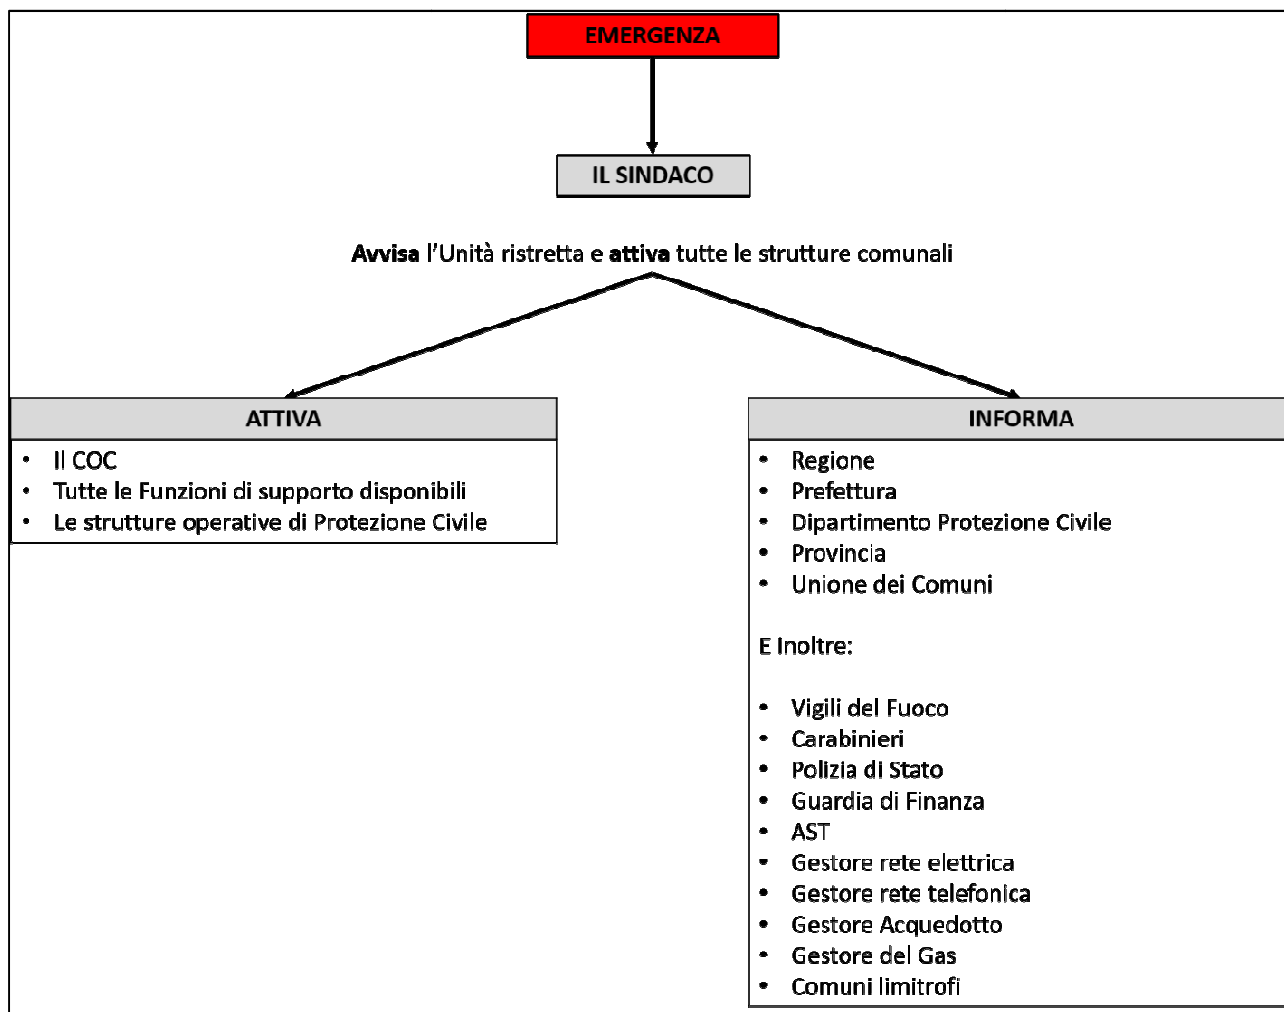 EMERGENZA
IL SINDACO
Avvisa l'Unità ristretta e attiva tutte le strutture comunali
ATTIVA
• Il COC
• Tutte le Funzioni di supporto disponibili
• Le strutture operative di Protezione Civile
INFORMA
• Regione
• Prefettura
• Dipartimento Protezione Civile
• Provincia
• Unione dei Comuni
E Inoltre:
• Vigili del Fuoco
• Carabinieri
• Polizia di Stato
• Guardia di Finanza
• AST
• Gestore rete elettrica
• Gestore rete telefonica
• Gestore Acquedotto
• Gestore del Gas
• Comuni limitrofi